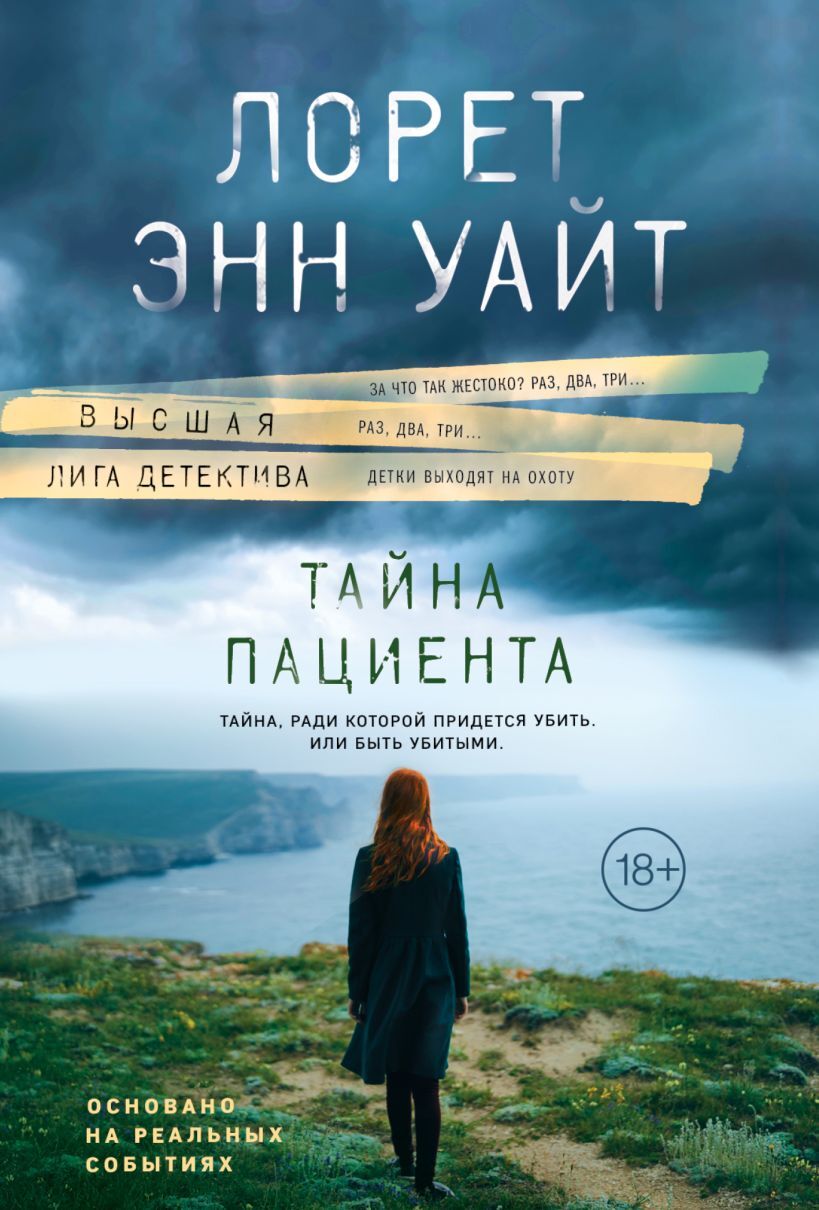 ЛОРЕТ
ЭНН УАЙТ
ЗА ЧТО ТАК ЖЕСТОКО? РАЗ, ДВА, ТРИ...
ВЫСШАЯ
РАЗ, ДВА, ТРИ...
ЛИГА ДЕТЕКТИВА
ДЕТКИ ВЫХОДЯТ НА ОХОТУ
ТАЙНА
ПАЦИЕНТА
ТАЙНА, РАДИ КОТОРОЙ ПРИДЕТСЯ УБИТЬ.
ИЛИ БЫТЬ УБИТЫМИ.
18+
ОСНОВАНО
НА РЕАЛЬНЫХ
СОБЫТИЯХ